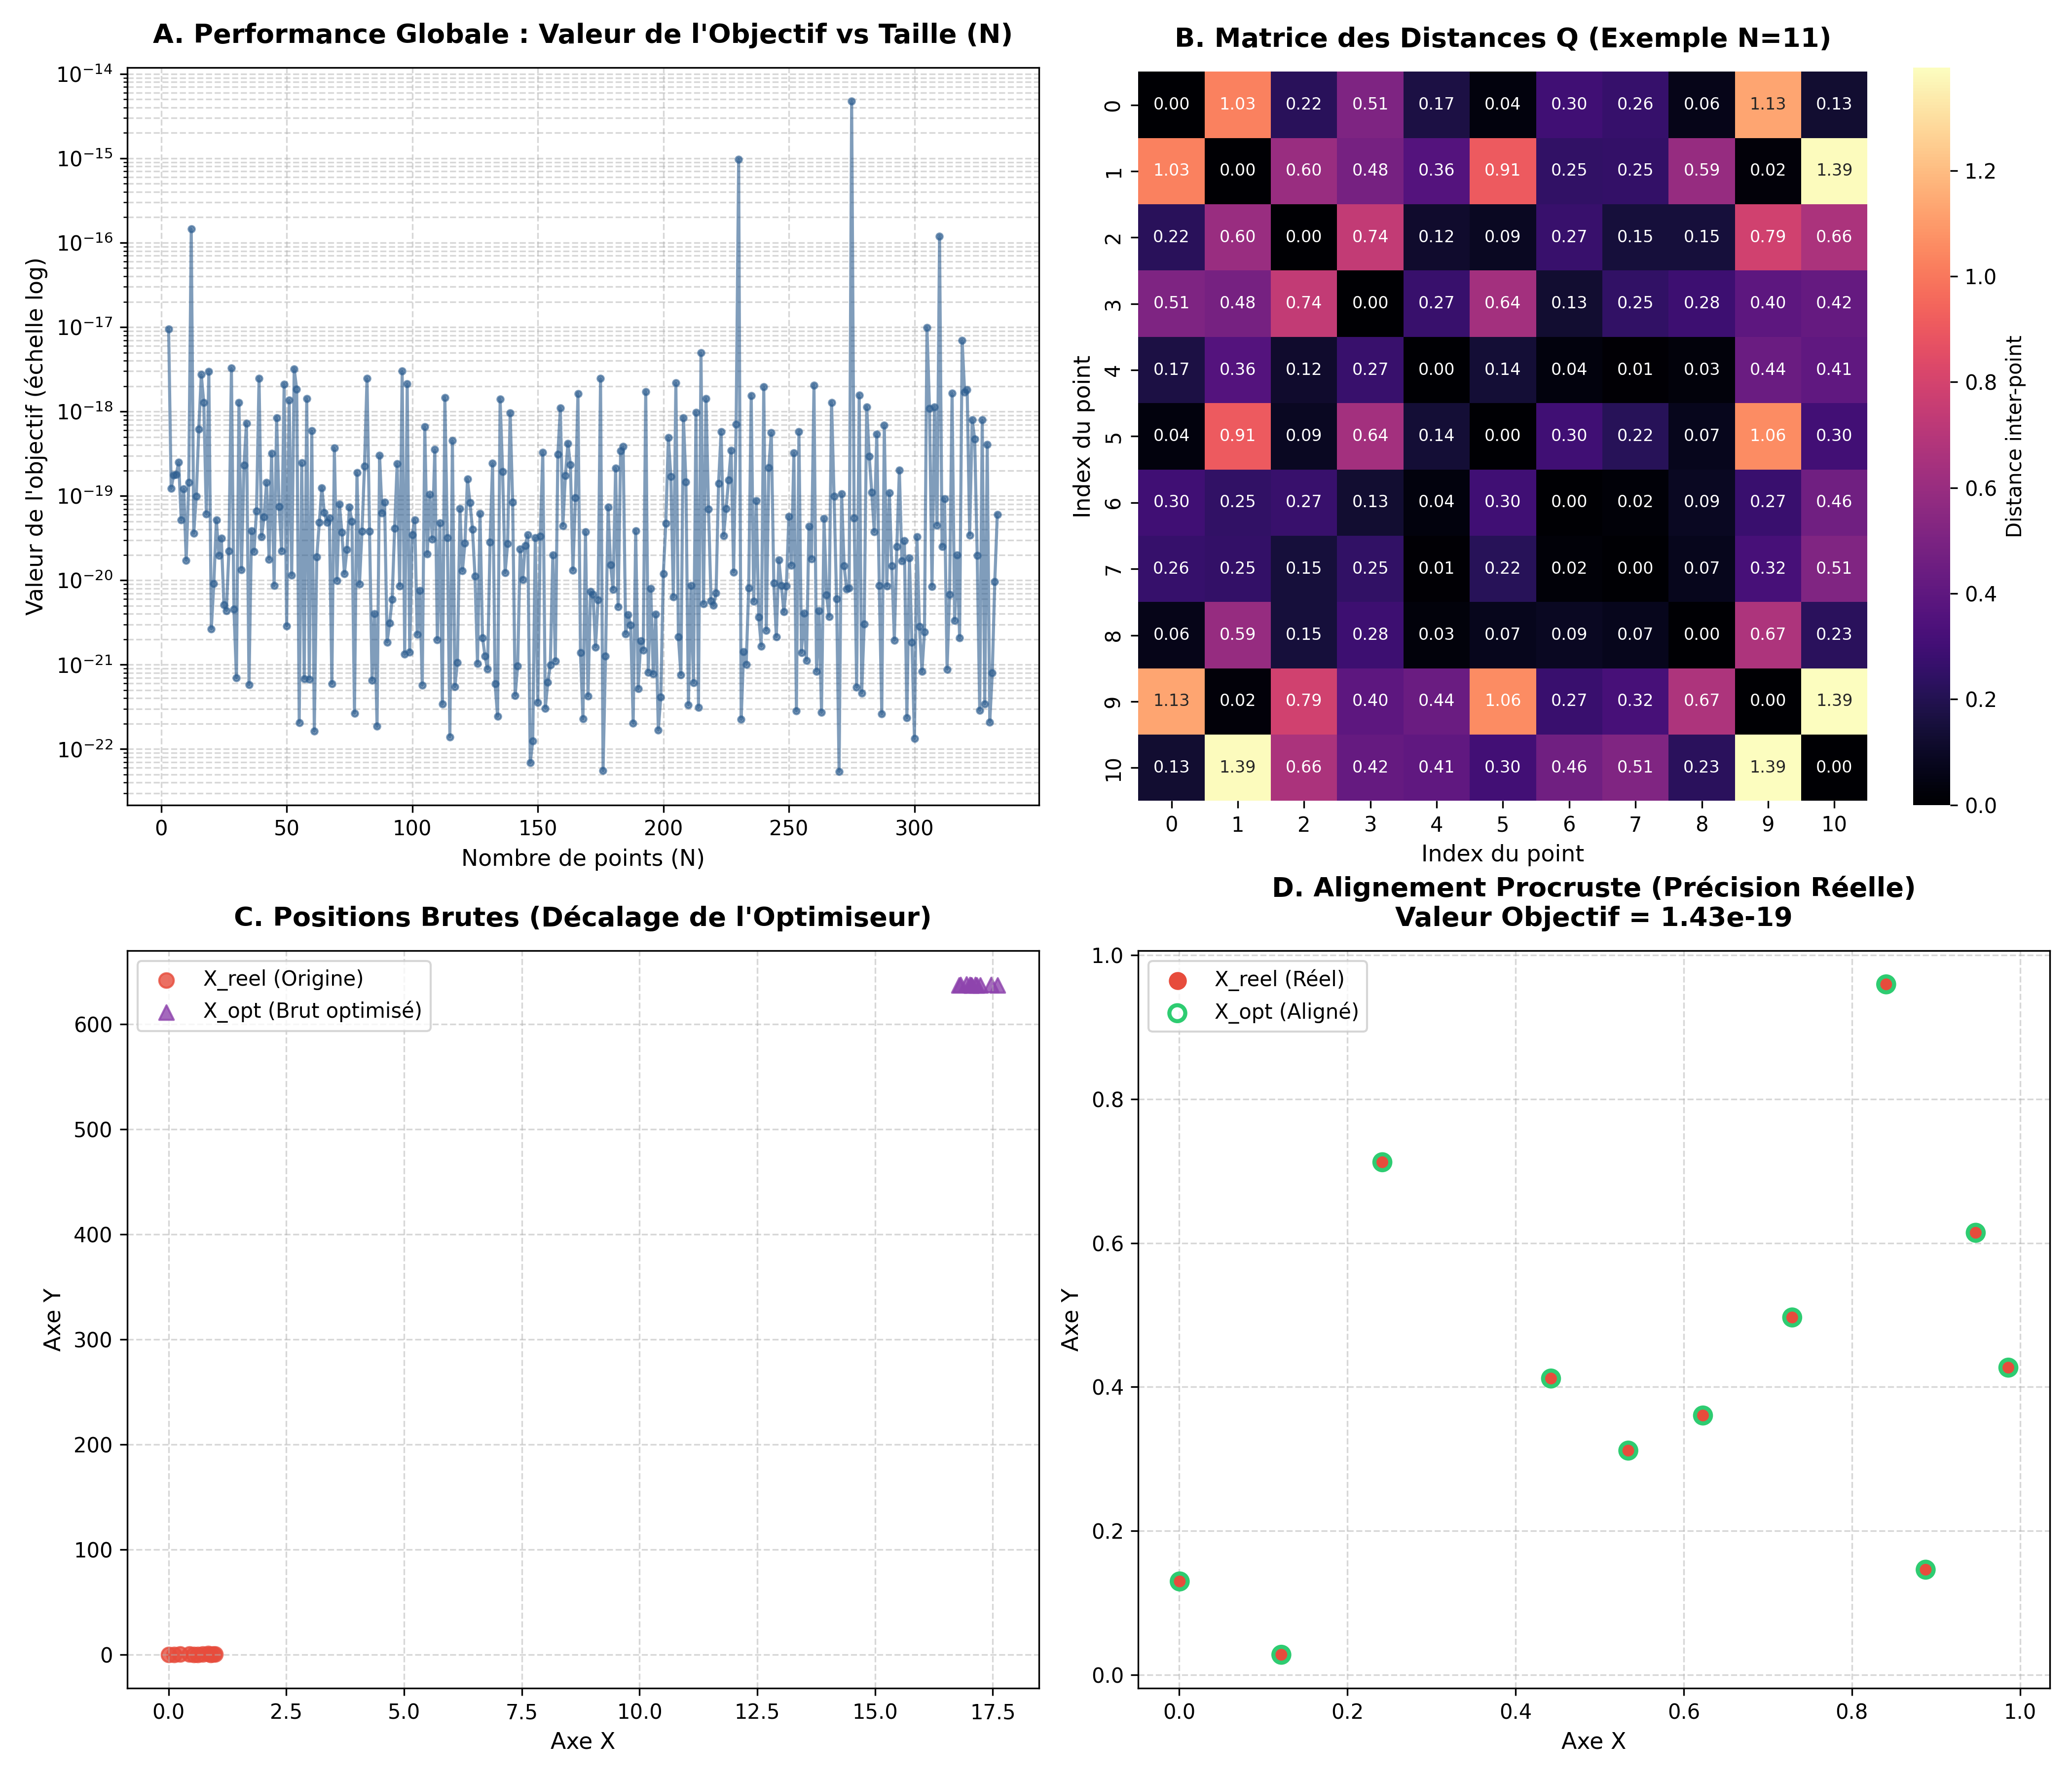 A. Performance Globale : Valeur de l'Objectif vs Taille (N)
10⁻¹⁴
10⁻¹⁵
10⁻¹⁶
10⁻¹⁷
10⁻¹⁸
10⁻¹⁹
10⁻²⁰
10⁻²¹
10⁻²²
Valeur de l'objectif (échelle log)
0 50 100 150 200 250 300
Nombre de points (N)
B. Matrice des Distances Q (Exemple N=11)
Index du point
0 0.00 1.03 0.22 0.51 0.17 0.04 0.30 0.26 0.06 1.13 0.13
1 1.03 0.00 0.60 0.48 0.36 0.91 0.25 0.25 0.59 0.02 1.39
2 0.22 0.60 0.00 0.74 0.12 0.09 0.27 0.15 0.15 0.79 0.66
3 0.51 0.48 0.74 0.00 0.27 0.64 0.13 0.25 0.28 0.40 0.42
4 0.17 0.36 0.12 0.27 0.00 0.14 0.04 0.01 0.03 0.44 0.41
5 0.04 0.91 0.09 0.64 0.14 0.00 0.30 0.22 0.07 1.06 0.30
6 0.30 0.25 0.27 0.13 0.04 0.30 0.00 0.02 0.09 0.27 0.46
7 0.26 0.25 0.15 0.25 0.01 0.22 0.02 0.00 0.07 0.32 0.51
8 0.06 0.59 0.15 0.28 0.03 0.07 0.09 0.07 0.00 0.67 0.23
9 1.13 0.02 0.79 0.40 0.44 1.06 0.27 0.32 0.67 0.00 1.39
10 0.13 1.39 0.66 0.42 0.41 0.30 0.46 0.51 0.23 1.39 0.00
0 1 2 3 4 5 6 7 8 9 10
Index du point
1.2
1.0
0.8
0.6
0.4
0.2
0.0
Distance inter-point
C. Positions Brutes (Décalage de l'Optimiseur)
X_reel (Origine)
X_opt (Brut optimisé)
600
500
400
300
200
100
0
Axe Y
0.0 2.5 5.0 7.5 10.0 12.5 15.0 17.5
Axe X
D. Alignement Procruste (Précision Réelle)
Valeur Objectif = 1.43e-19
X_reel (Réel)
X_opt (Aligné)
1.0
0.8
0.6
0.4
0.2
0.0
Axe Y
0.0 0.2 0.4 0.6 0.8 1.0
Axe X